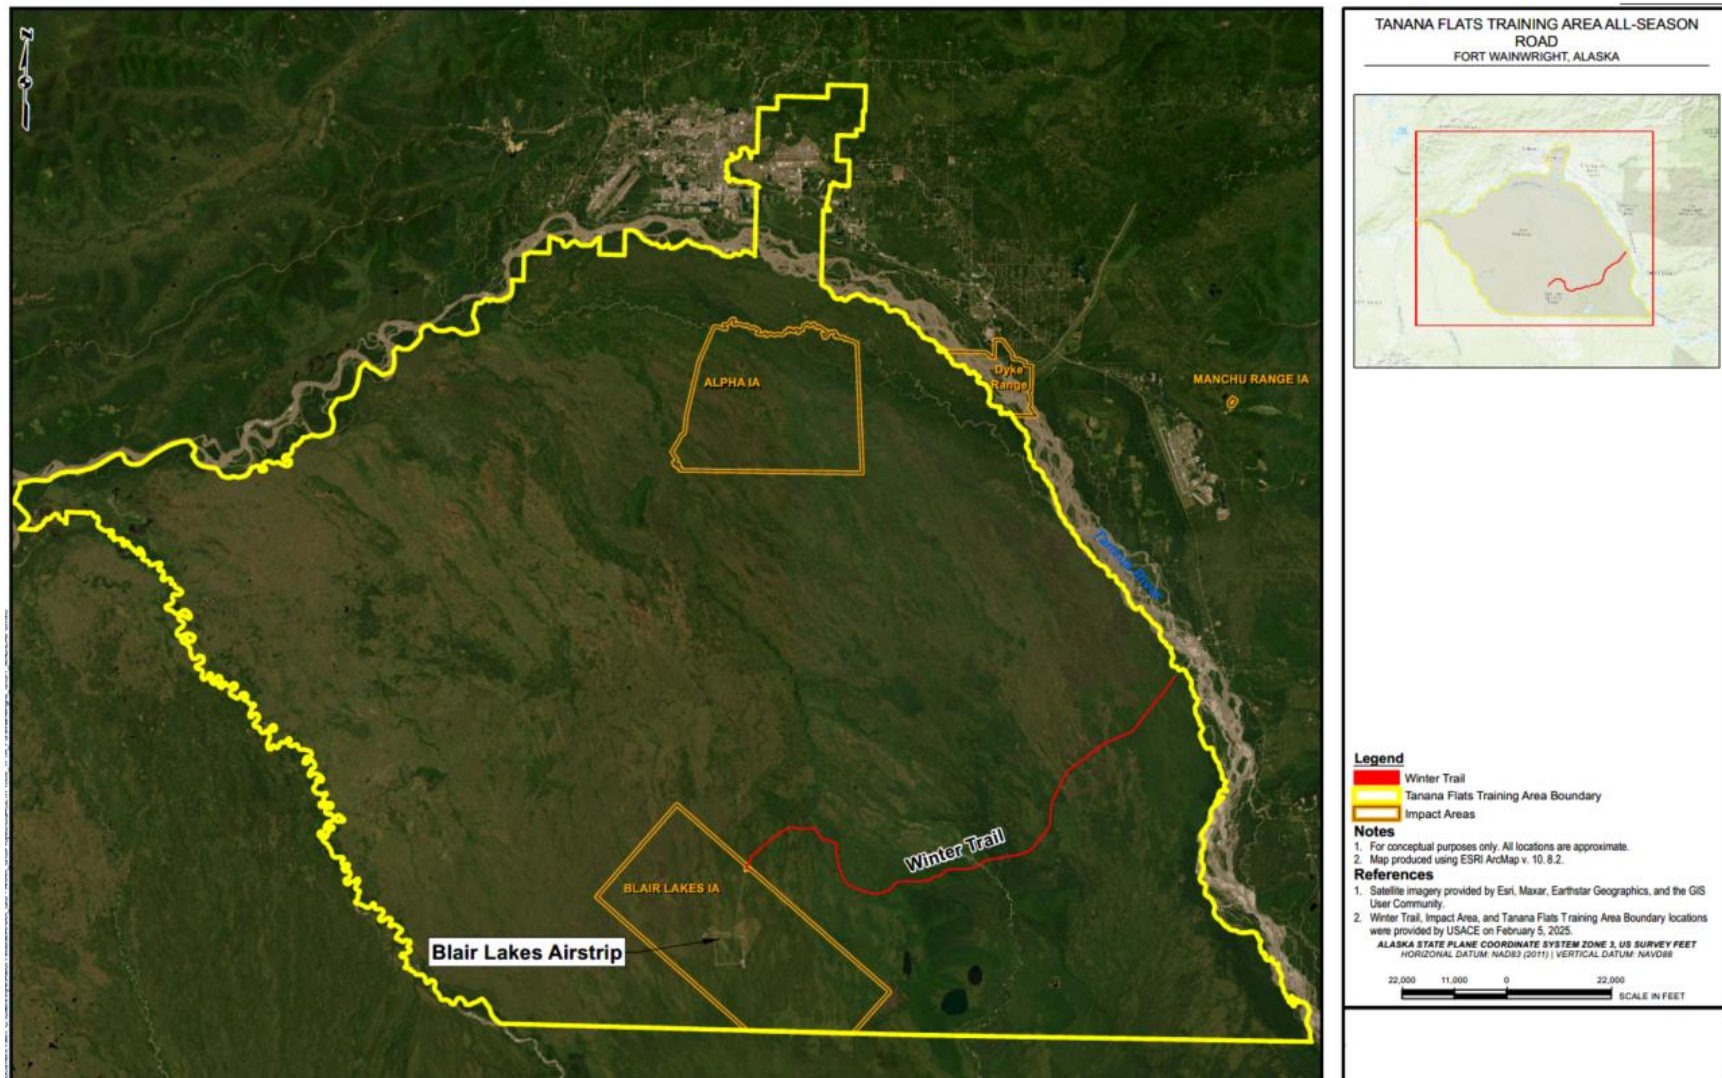 N
ALPHA IA
Dyke
Range
MANCHU RANGE IA
Tanana River
Winter Trail
BLAIR LAKES IA
Blair Lakes Airstrip
TANANA FLATS TRAINING AREA ALL-SEASON
ROAD
FORT WAINWRIGHT, ALASKA
Legend
Winter Trail
Tanana Flats Training Area Boundary
Impact Areas
Notes
1. For conceptual purposes only. All locations are approximate.
2. Map produced using ESRI ArcMap v. 10.8.2.
References
1. Satellite imagery provided by Esri, Maxar, Earthstar Geographics, and the GIS
User Community.
2. Winter Trail, Impact Area, and Tanana Flats Training Area Boundary locations
were provided by USACE on February 5, 2025.
ALASKA STATE PLANE COORDINATE SYSTEM ZONE 3, US SURVEY FEET
HORIZONAL DATUM: NAD83 (2011) | VERTICAL DATUM: NAVD88
22,000 11,000 0 22,000
SCALE IN FEET